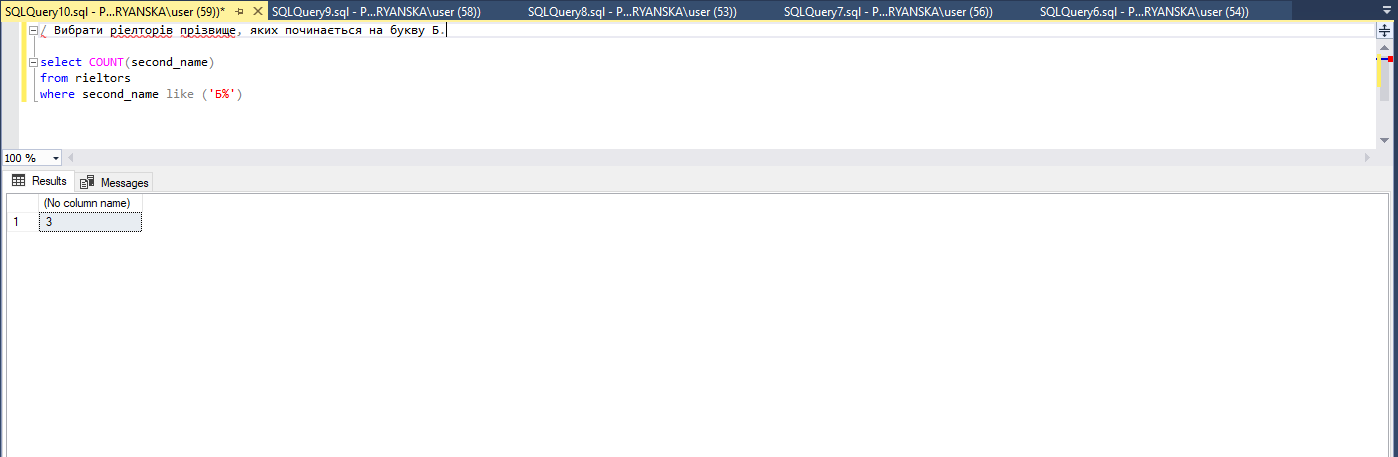 SQLQuery10.sql - P...RYANSKA\user (59))* SQLQuery9.sql - P...RYANSKA\user (58)) SQLQuery8.sql - P...RYANSKA\user (53)) SQLQuery7.sql - P...RYANSKA\user (56)) SQLQuery6.sql - P...RYANSKA\user (54))
/ Вибрати ріелторів прізвище, яких починається на букву Б.
select COUNT(second_name)
from rieltors
where second_name like ('Б%')
100 %
Results Messages
(No column name)
1 3